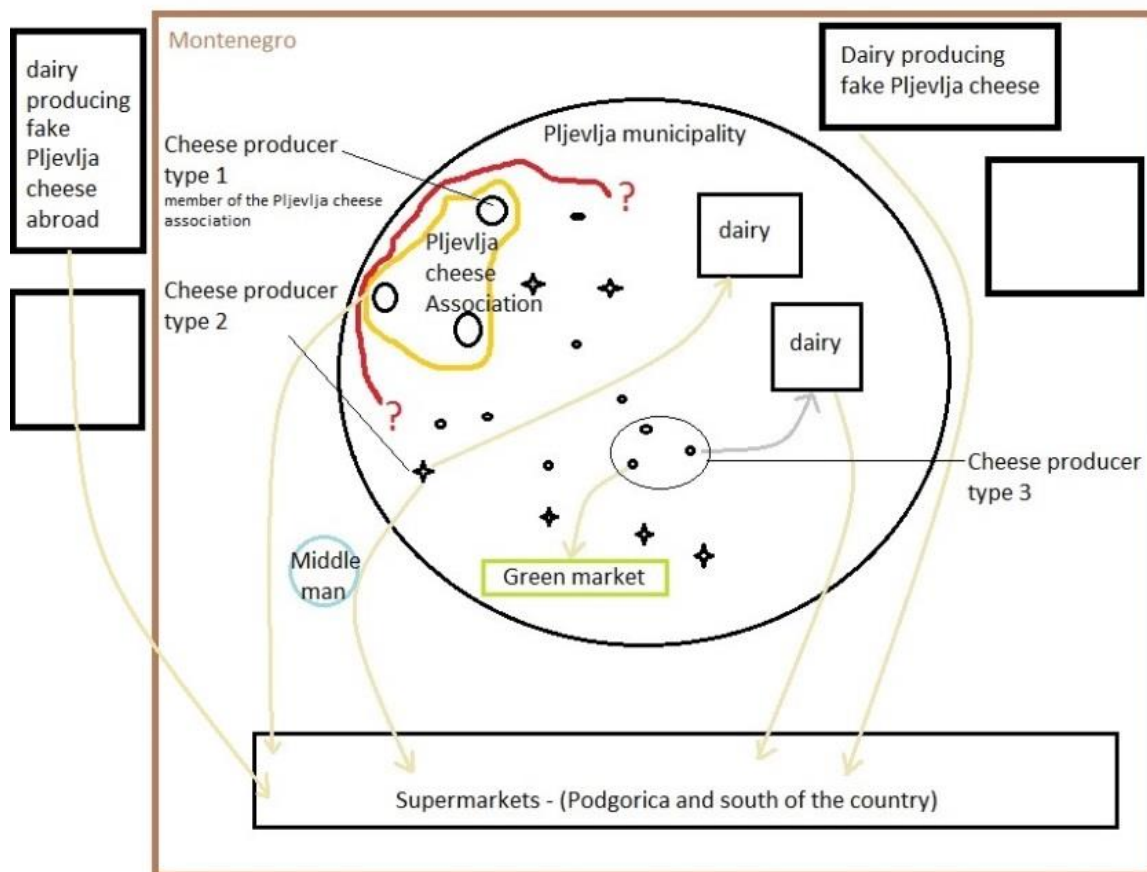 Montenegro
dairy
producing
fake
Pljevlja
cheese
abroad
Dairy producing
fake Pljevlja cheese
Pljevlja municipality
Cheese producer
type 1
member of the Pljevlja cheese
association
?
dairy
Pljevlja
cheese
Association
Cheese producer
type 2
dairy
?
Cheese producer
type 3
Middle
man
Green market
Supermarkets - (Podgorica and south of the country)